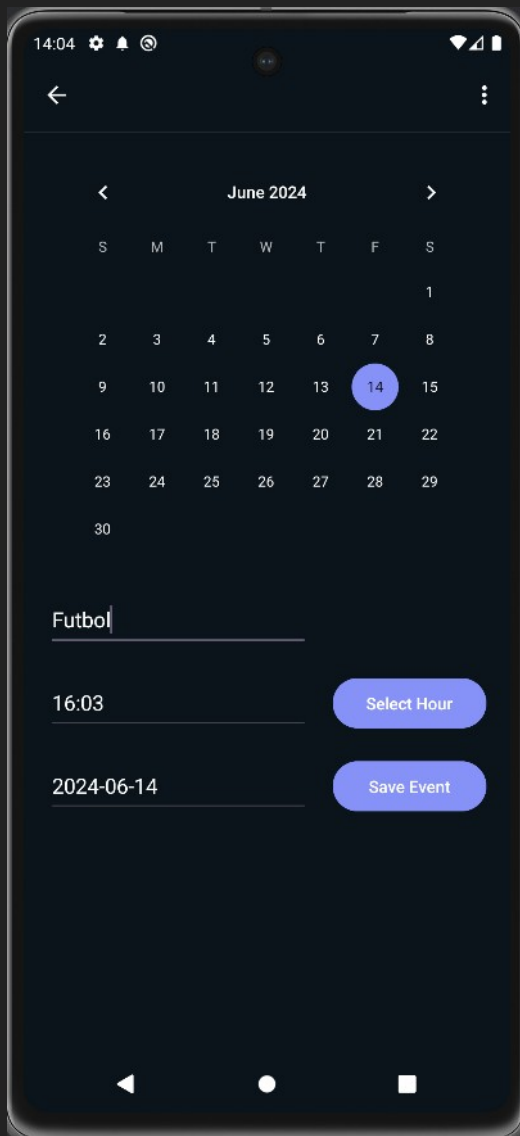 14:04
June 2024
S M T W T F S
1
2 3 4 5 6 7 8
9 10 11 12 13 14 15
16 17 18 19 20 21 22
23 24 25 26 27 28 29
30
Futbol
16:03 Select Hour
2024-06-14 Save Event